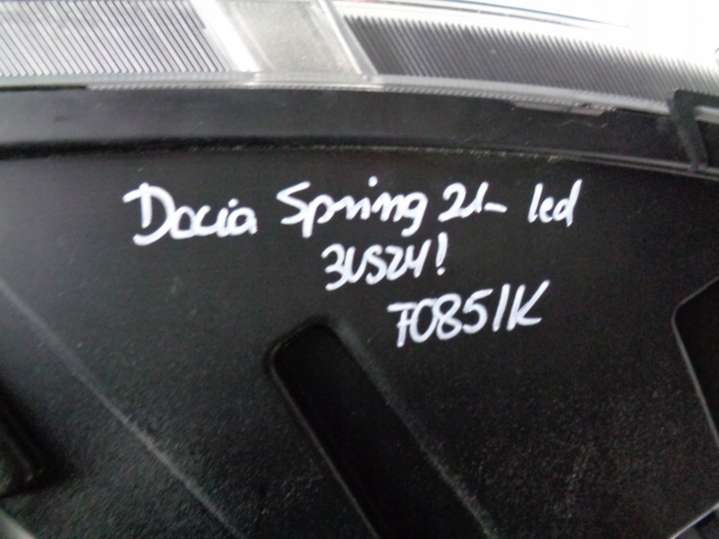 Dacia Spring 21- led
3US24!
70851K